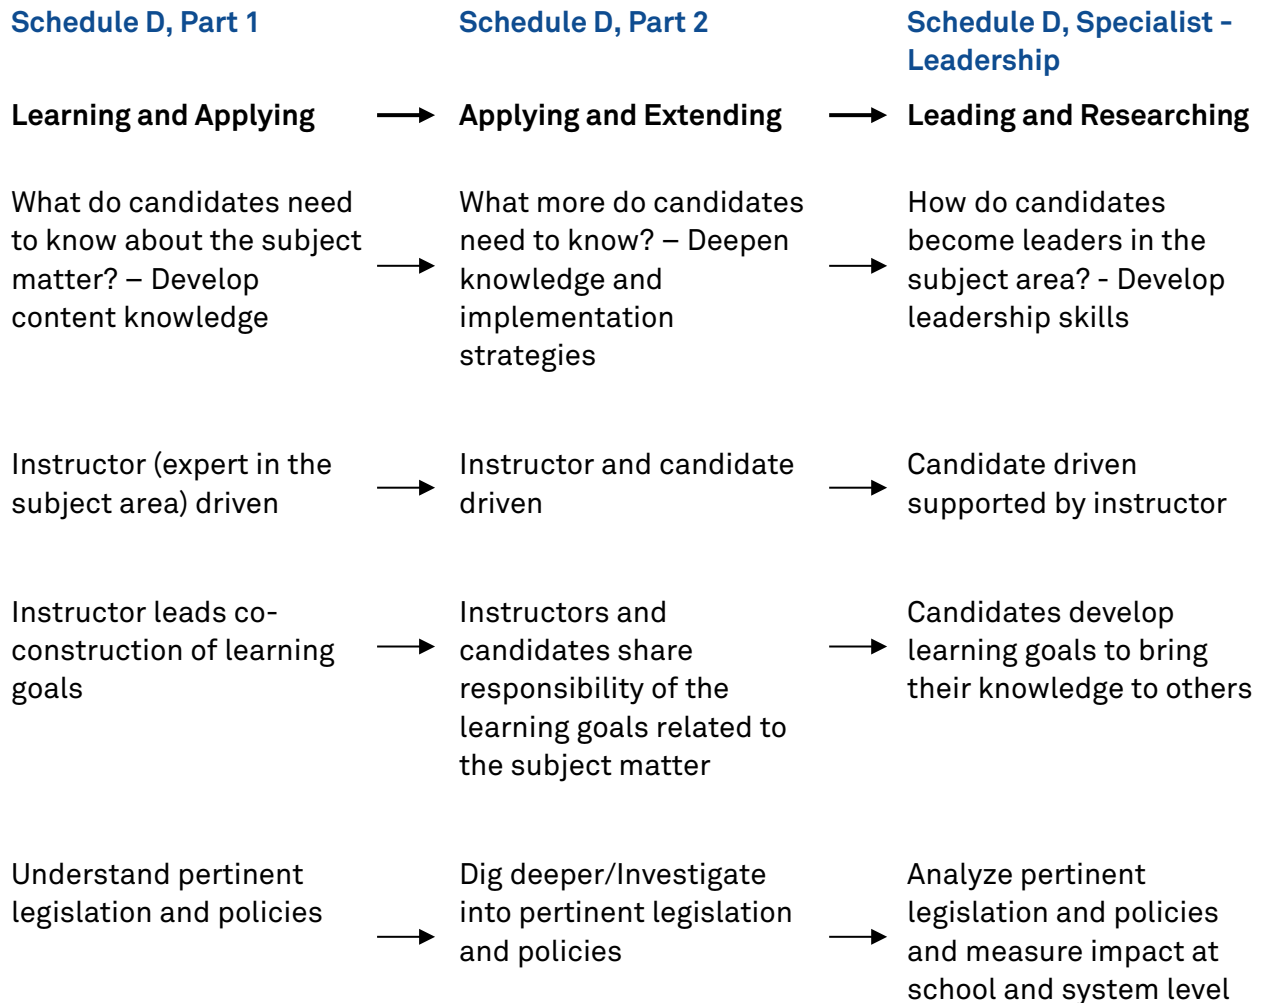 Schedule D, Part 1
Schedule D, Part 2
Schedule D, Specialist -
Leadership
Learning and Applying
Applying and Extending
Leading and Researching
What do candidates need
to know about the subject
matter? – Develop
content knowledge
What more do candidates
need to know? – Deepen
knowledge and
implementation
strategies
How do candidates
become leaders in the
subject area? - Develop
leadership skills
Instructor (expert in the
subject area) driven
Instructor and candidate
driven
Candidate driven
supported by instructor
Instructor leads co-
construction of learning
goals
Instructors and
candidates share
responsibility of the
learning goals related to
the subject matter
Candidates develop
learning goals to bring
their knowledge to others
Understand pertinent
legislation and policies
Dig deeper/Investigate
into pertinent legislation
and policies
Analyze pertinent
legislation and policies
and measure impact at
school and system level